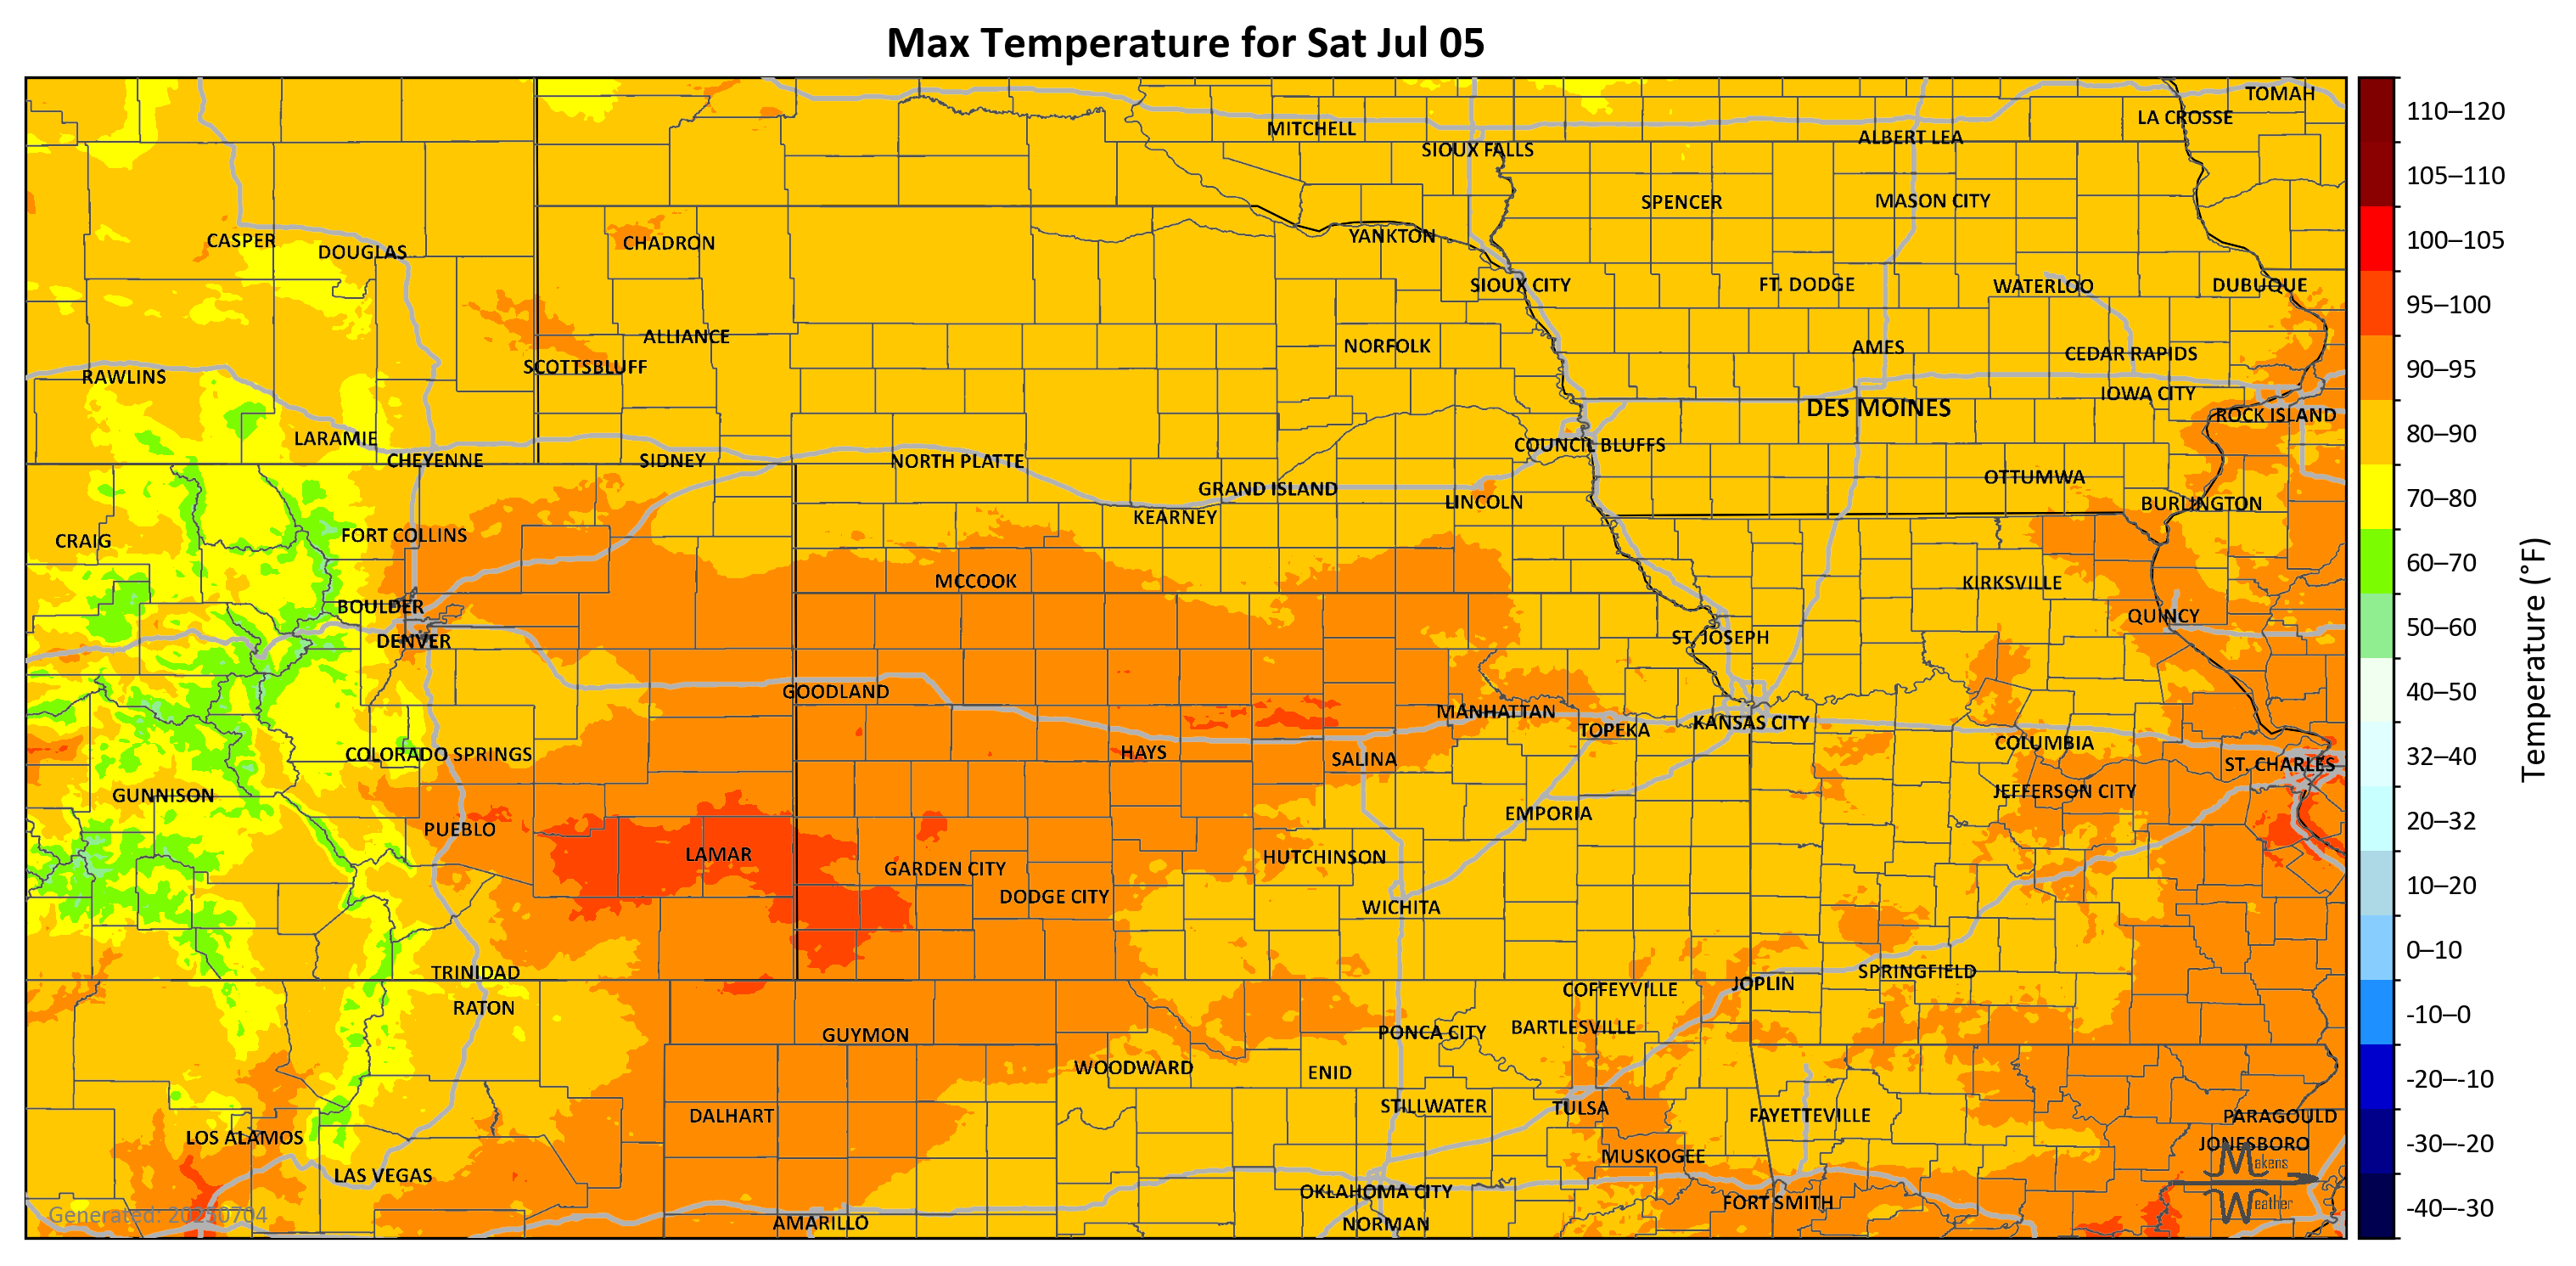 Max Temperature for Sat Jul 05
TOMAH
LA CROSSE
MITCHELL
ALBERT LEA
SIOUX FALLS
SPENCER
MASON CITY
CASPER
DOUGLAS
CHADRON
YANKTON
SIOUX CITY
FT. DODGE
WATERLOO
DUBUQUE
ALLIANCE
NORFOLK
AMES
CEDAR RAPIDS
SCOTTSBLUFF
RAWLINS
IOWA CITY
DES MOINES
ROCK ISLAND
LARAMIE
COUNCIL BLUFFS
CHEYENNE
SIDNEY
NORTH PLATTE
OTTUMWA
GRAND ISLAND
LINCOLN
BURLINGTON
KEARNEY
FORT COLLINS
CRAIG
MCCOOK
KIRKSVILLE
BOULDER
QUINCY
DENVER
ST. JOSEPH
GOODLAND
MANHATTAN
TOPEKA
KANSAS CITY
COLUMBIA
COLORADO SPRINGS
HAYS
SALINA
ST. CHARLES
GUNNISON
JEFFERSON CITY
EMPORIA
PUEBLO
LAMAR
HUTCHINSON
GARDEN CITY
DODGE CITY
WICHITA
TRINIDAD
SPRINGFIELD
JOPLIN
COFFEYVILLE
RATON
BARTLESVILLE
GUYMON
PONCA CITY
WOODWARD
ENID
STILLWATER
TULSA
DALHART
FAYETTEVILLE
PARAGOULD
LOS ALAMOS
JONESBORO
MUSKOGEE
LAS VEGAS
OKLAHOMA CITY
FORT SMITH
AMARILLO
NORMAN
Makens
Weather
Generated: 20250704
110–120
105–110
100–105
95–100
90–95
80–90
70–80
60–70
50–60
40–50
32–40
20–32
10–20
0–10
-10–0
-20–-10
-30–-20
-40–-30
Temperature (°F)